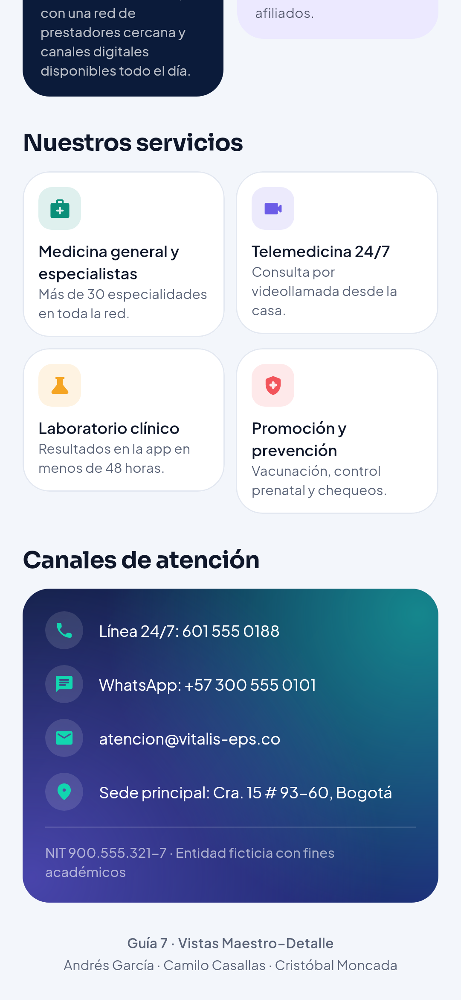 con una red de
prestadores cercana y
canales digitales
disponibles todo el día.
afiliados.
Nuestros servicios
Medicina general y
especialistas
Más de 30 especialidades
en toda la red.
Telemedicina 24/7
Consulta por
videollamada desde la
casa.
Laboratorio clínico
Resultados en la app en
menos de 48 horas.
Promoción y
prevención
Vacunación, control
prenatal y chequeos.
Canales de atención
Línea 24/7: 601 555 0188
WhatsApp: +57 300 555 0101
atencion@vitalis-eps.co
Sede principal: Cra. 15 # 93–60, Bogotá
NIT 900.555.321–7 · Entidad ficticia con fines
académicos
Guía 7 · Vistas Maestro–Detalle
Andrés García · Camilo Casallas · Cristóbal Moncada